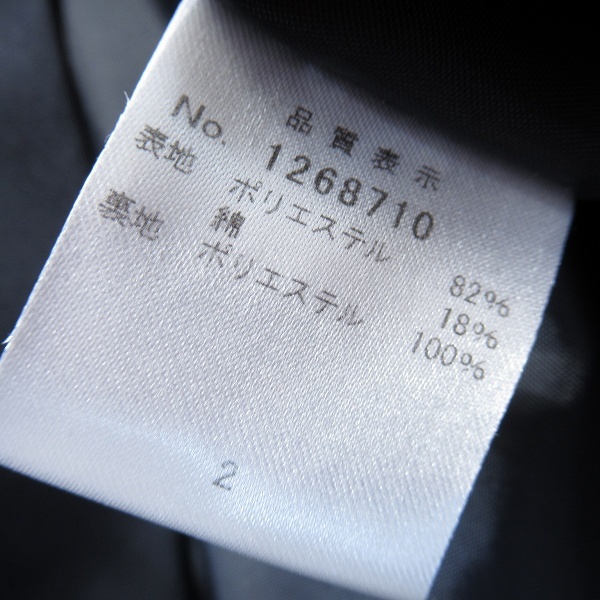 品質表示
No. 1268710
表地 ポリエステル 82%
綿 18%
裏地 ポリエステル 100%
2